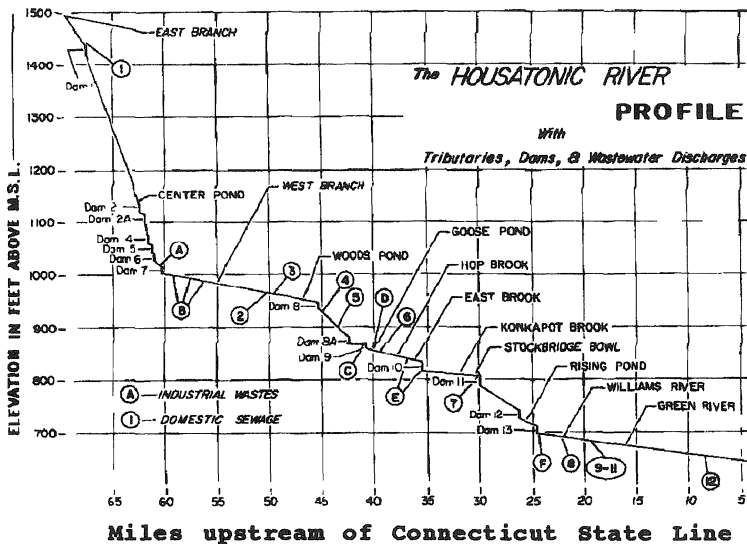 The HOUSATONIC RIVER
PROFILE
With
Tributaries, Dams, & Wastewater Discharges
ELEVATION IN FEET ABOVE M.S.L.
1500
1400
1300
1200
1100
1000
900
800
700
EAST BRANCH
1
Dam 1
CENTER POND
WEST BRANCH
Dam 2
Dam 2A
Dam 4
Dam 5
Dam 6
Dam 7
A
B
GOOSE POND
WOODS POND
HOP BROOK
3
4
2
Dam 8
5
D
6
EAST BROOK
Dam 8A
Dam 9
C
KONKAPOT BROOK
STOCKBRIDGE BOWL
Dam 10
E
Dam 11
7
RISING POND
WILLIAMS RIVER
GREEN RIVER
Dam 12
Dam 13
F
8
9-11
12
A - INDUSTRIAL WASTES
1 - DOMESTIC SEWAGE
65 60 55 50 45 40 35 30 25 20 15 10 5
Miles upstream of Connecticut State Line